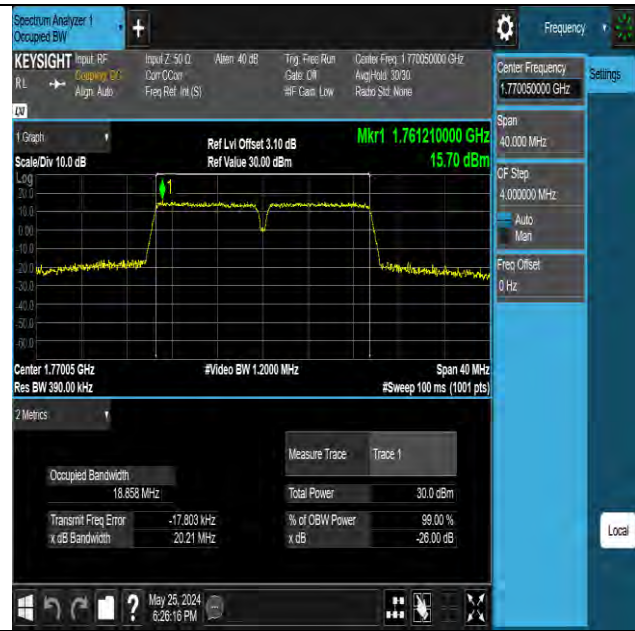 Spectrum Analyzer 1
Occupied BW
+
Frequency
KEYSIGHT Input: RF Input Z: 50 Ω Atten: 40 dB Trig: Free Run Center Freq: 1.770050000 GHz
RL Coupling: DC Corr CCorr Gate: Off Avg|Hold: 30/30
Align: Auto Freq Ref: Int (S) #IF Gain: Low Radio Std: None
LXI
1 Graph
Ref Lvl Offset 3.10 dB
Mkr1 1.761210000 GHz
Scale/Div 10.0 dB
Ref Value 30.00 dBm
15.70 dBm
Log
20.0
10.0
0.00
-10.0
-20.0
-30.0
-40.0
-50.0
-60.0
1
Center 1.77005 GHz
#Video BW 1.2000 MHz
Span 40 MHz
Res BW 390.00 kHz
#Sweep 100 ms (1001 pts)
2 Metrics
Measure Trace Trace 1
Occupied Bandwidth
18.858 MHz
Total Power 30.0 dBm
Transmit Freq Error -17.803 kHz
% of OBW Power 99.00 %
x dB Bandwidth 20.21 MHz
x dB -26.00 dB
?
May 25, 2024
6:26:16 PM
Center Frequency
1.770050000 GHz
Settings
Span
40.000 MHz
CF Step
4.000000 MHz
Auto
Man
Freq Offset
0 Hz
Local